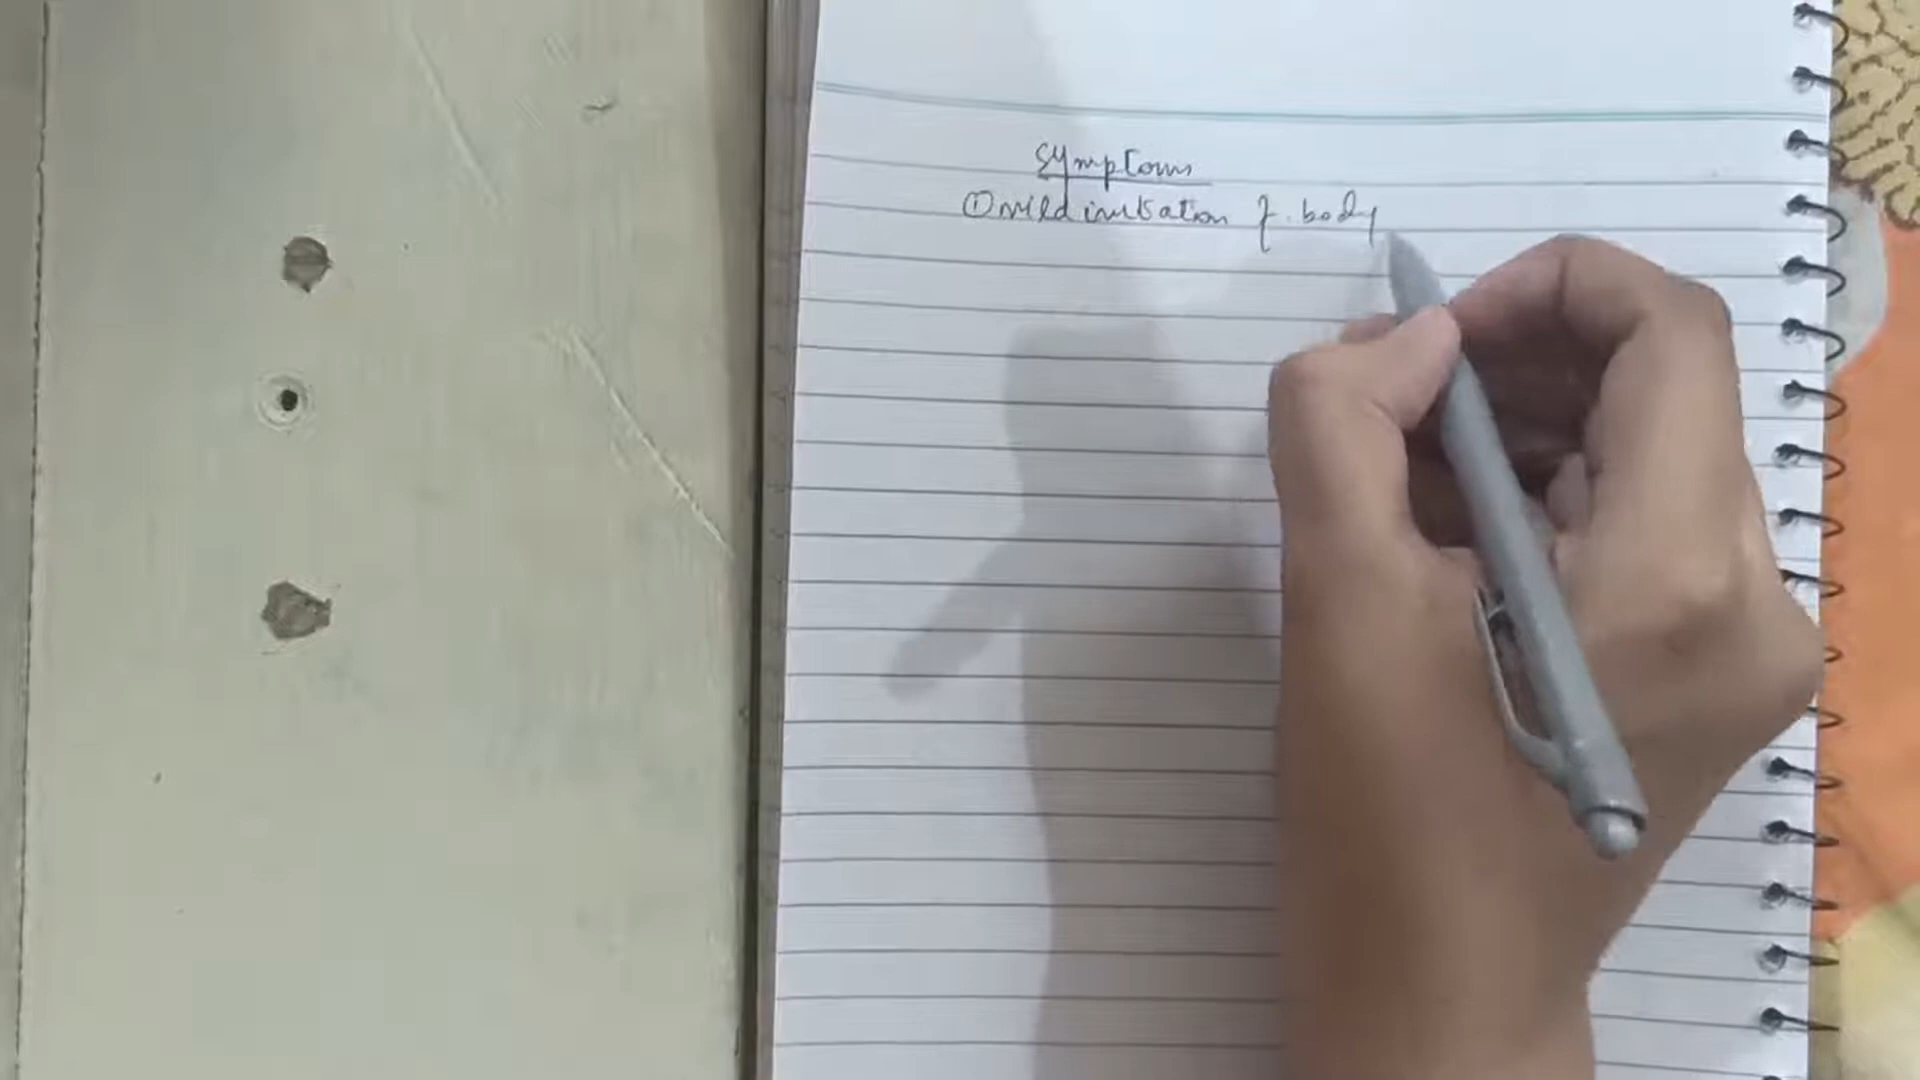 Symptoms
① mild irritation of body